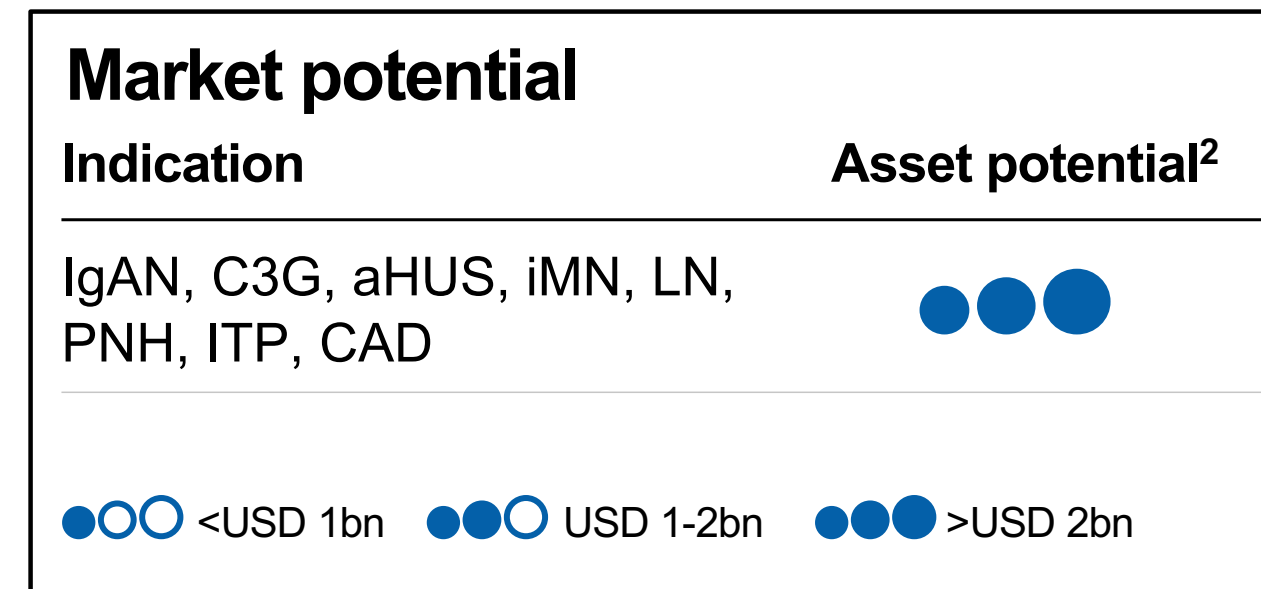 Market potential
Indication Asset potential²
IgAN, C3G, aHUS, iMN, LN,
PNH, ITP, CAD
<USD 1bn USD 1-2bn >USD 2bn